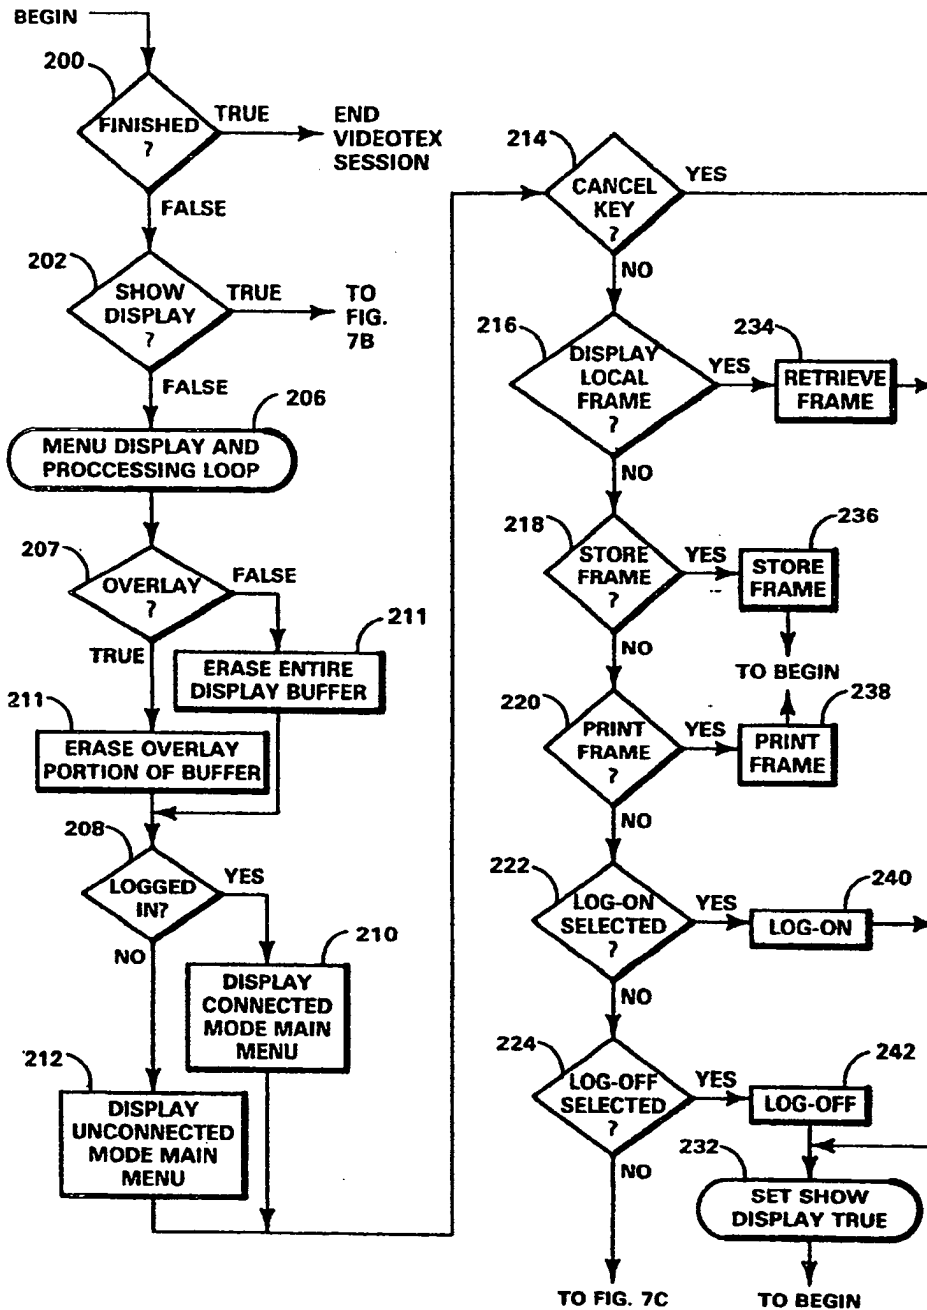 BEGIN
200
FINISHED
?
TRUE
END
VIDEOTEX
SESSION
FALSE
202
SHOW
DISPLAY
?
TRUE
TO
FIG.
7B
FALSE
206
MENU DISPLAY AND
PROCCESSING LOOP
207
OVERLAY
?
FALSE
TRUE
211
ERASE ENTIRE
DISPLAY BUFFER
211
ERASE OVERLAY
PORTION OF BUFFER
208
LOGGED
IN?
YES
NO
210
DISPLAY
CONNECTED
MODE MAIN
MENU
212
DISPLAY
UNCONNECTED
MODE MAIN
MENU
214
CANCEL
KEY
?
YES
NO
216
DISPLAY
LOCAL
FRAME
?
YES
234
RETRIEVE
FRAME
NO
218
STORE
FRAME
?
YES
236
STORE
FRAME
NO
TO BEGIN
220
PRINT
FRAME
?
YES
238
PRINT
FRAME
NO
222
LOG-ON
SELECTED
?
YES
240
LOG-ON
NO
224
LOG-OFF
SELECTED
?
YES
242
LOG-OFF
NO
232
SET SHOW
DISPLAY TRUE
TO FIG. 7C
TO BEGIN